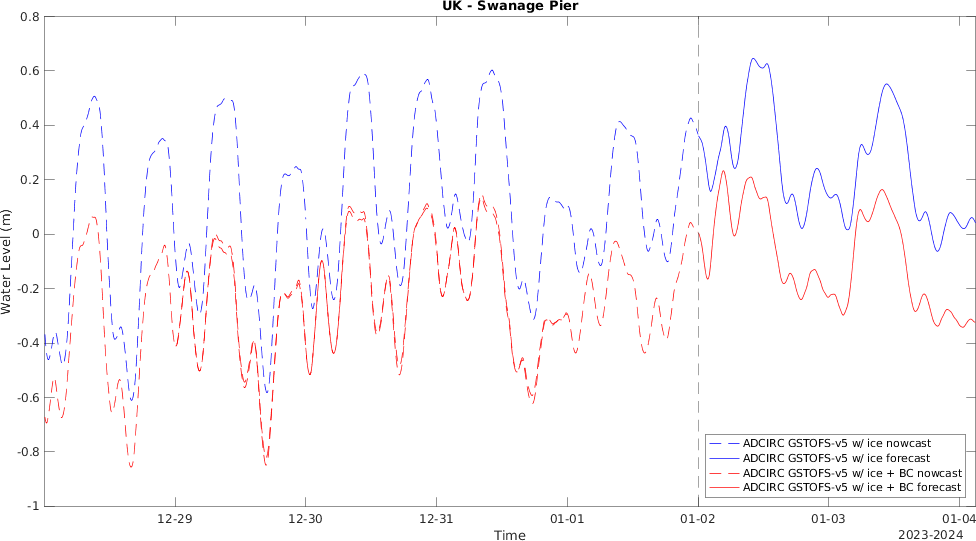 UK - Swanage Pier
0.8
0.6
0.4
0.2
0
-0.2
-0.4
-0.6
-0.8
-1
Water Level (m)
12-29
12-30
12-31
01-01
01-02
01-03
01-04
Time
2023-2024
ADCIRC GSTOFS-v5 w/ ice nowcast
ADCIRC GSTOFS-v5 w/ ice forecast
ADCIRC GSTOFS-v5 w/ ice + BC nowcast
ADCIRC GSTOFS-v5 w/ ice + BC forecast